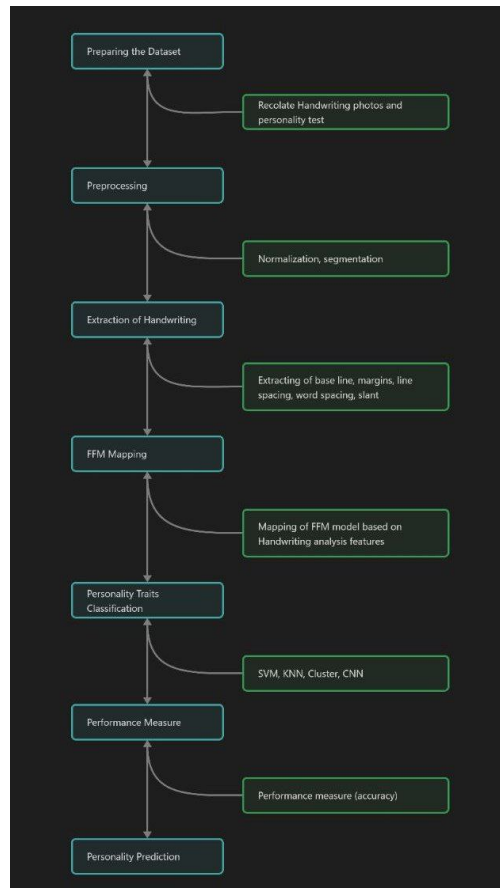 Preparing the Dataset
Recolate Handwriting photos and
personality test
Preprocessing
Normalization, segmentation
Extraction of Handwriting
Extracting of base line, margins, line
spacing, word spacing, slant
FFM Mapping
Mapping of FFM model based on
Handwriting analysis features
Personality Traits
Classification
SVM, KNN, Cluster, CNN
Performance Measure
Performance measure (accuracy)
Personality Prediction